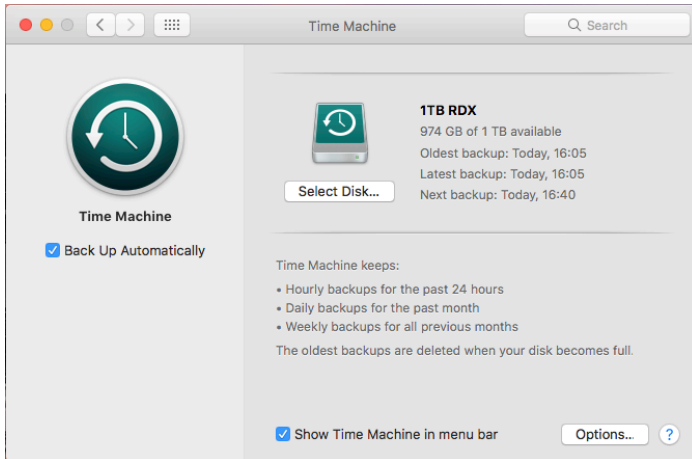 Time Machine
Search
Time Machine
Back Up Automatically
1TB RDX
974 GB of 1 TB available
Oldest backup: Today, 16:05
Latest backup: Today, 16:05
Next backup: Today, 16:40
Select Disk...
Time Machine keeps:
• Hourly backups for the past 24 hours
• Daily backups for the past month
• Weekly backups for all previous months
The oldest backups are deleted when your disk becomes full.
Show Time Machine in menu bar
Options...
?